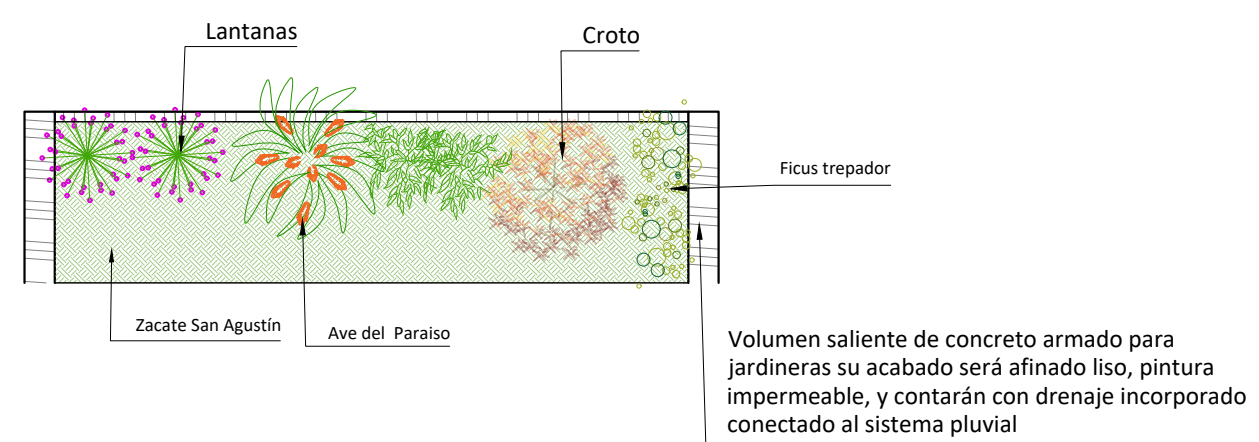 Lantanas
Croto
Ficus trepador
Zacate San Agustín
Ave del Paraiso
Volumen saliente de concreto armado para
jardineras su acabado será afinado liso, pintura
impermeable, y contarán con drenaje incorporado
conectado al sistema pluvial